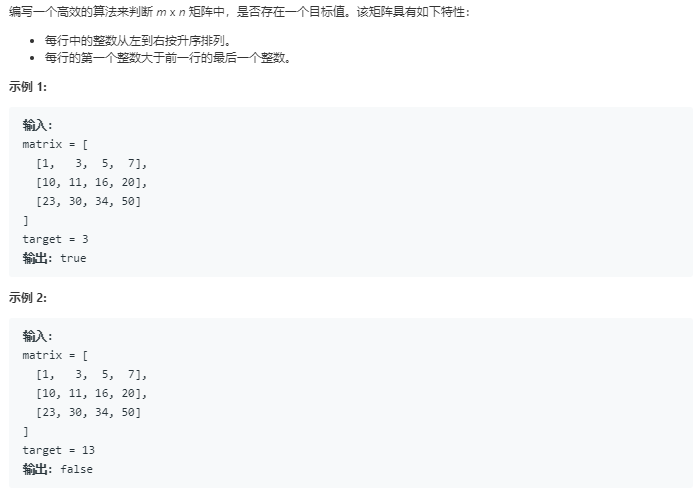 编写一个高效的算法来判断 m x n 矩阵中，是否存在一个目标值。该矩阵具有如下特性：
• 每行中的整数从左到右按升序排列。
• 每行的第一个整数大于前一行的最后一个整数。
示例 1:
输入:
matrix = [
  [1,   3,  5,  7],
  [10, 11, 16, 20],
  [23, 30, 34, 50]
]
target = 3
输出: true
示例 2:
输入:
matrix = [
  [1,   3,  5,  7],
  [10, 11, 16, 20],
  [23, 30, 34, 50]
]
target = 13
输出: false